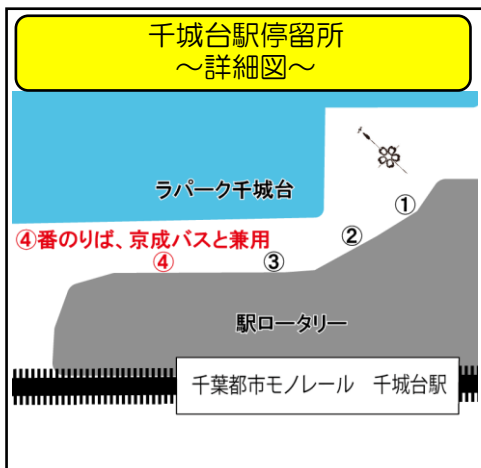 千城台駅停留所
～詳細図～
ラパーク千城台
①
④番のりば、京成バスと兼用
②
④
③
駅ロータリー
千葉都市モノレール　千城台駅